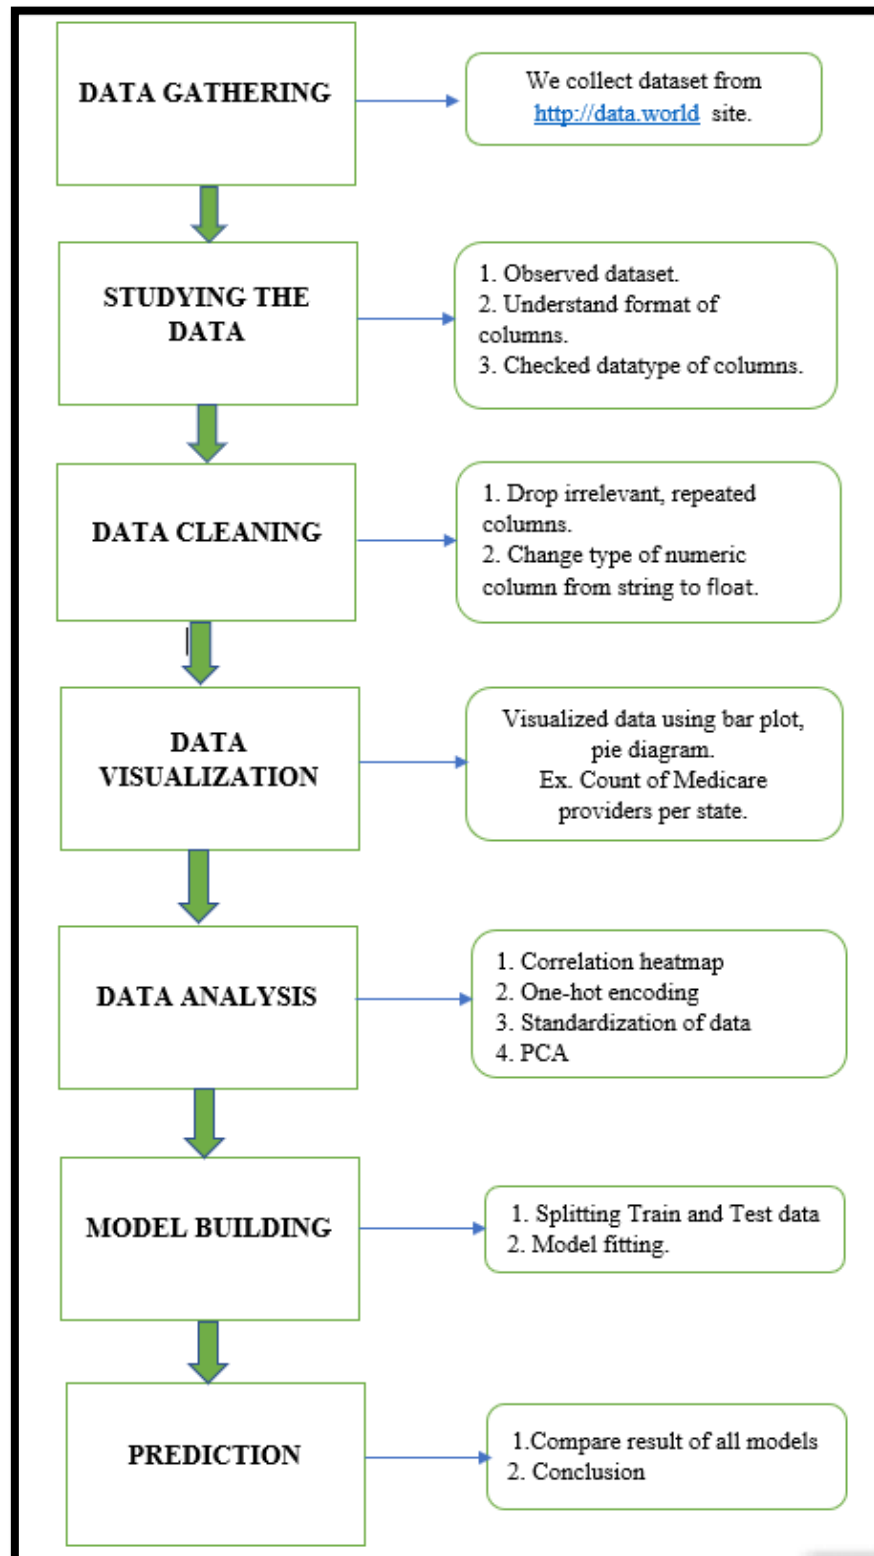 DATA GATHERING
We collect dataset from
http://data.world site.
STUDYING THE
DATA
1. Observed dataset.
2. Understand format of
columns.
3. Checked datatype of columns.
DATA CLEANING
1. Drop irrelevant, repeated
columns.
2. Change type of numeric
column from string to float.
DATA
VISUALIZATION
Visualized data using bar plot,
pie diagram.
Ex. Count of Medicare
providers per state.
DATA ANALYSIS
1. Correlation heatmap
2. One-hot encoding
3. Standardization of data
4. PCA
MODEL BUILDING
1. Splitting Train and Test data
2. Model fitting.
PREDICTION
1.Compare result of all models
2. Conclusion